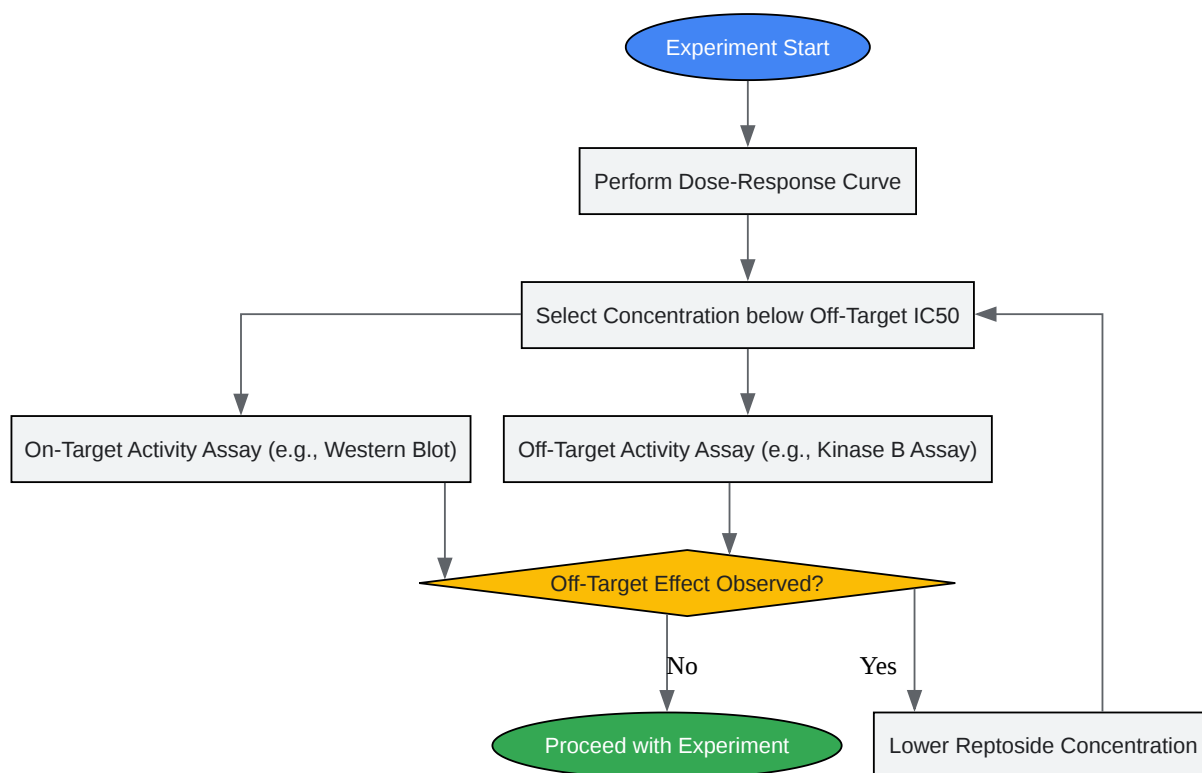 Experiment Start
Perform Dose-Response Curve
Select Concentration below Off-Target IC50
On-Target Activity Assay (e.g., Western Blot)
Off-Target Activity Assay (e.g., Kinase B Assay)
Off-Target Effect Observed?
No
Yes
Proceed with Experiment
Lower Reptoside Concentration